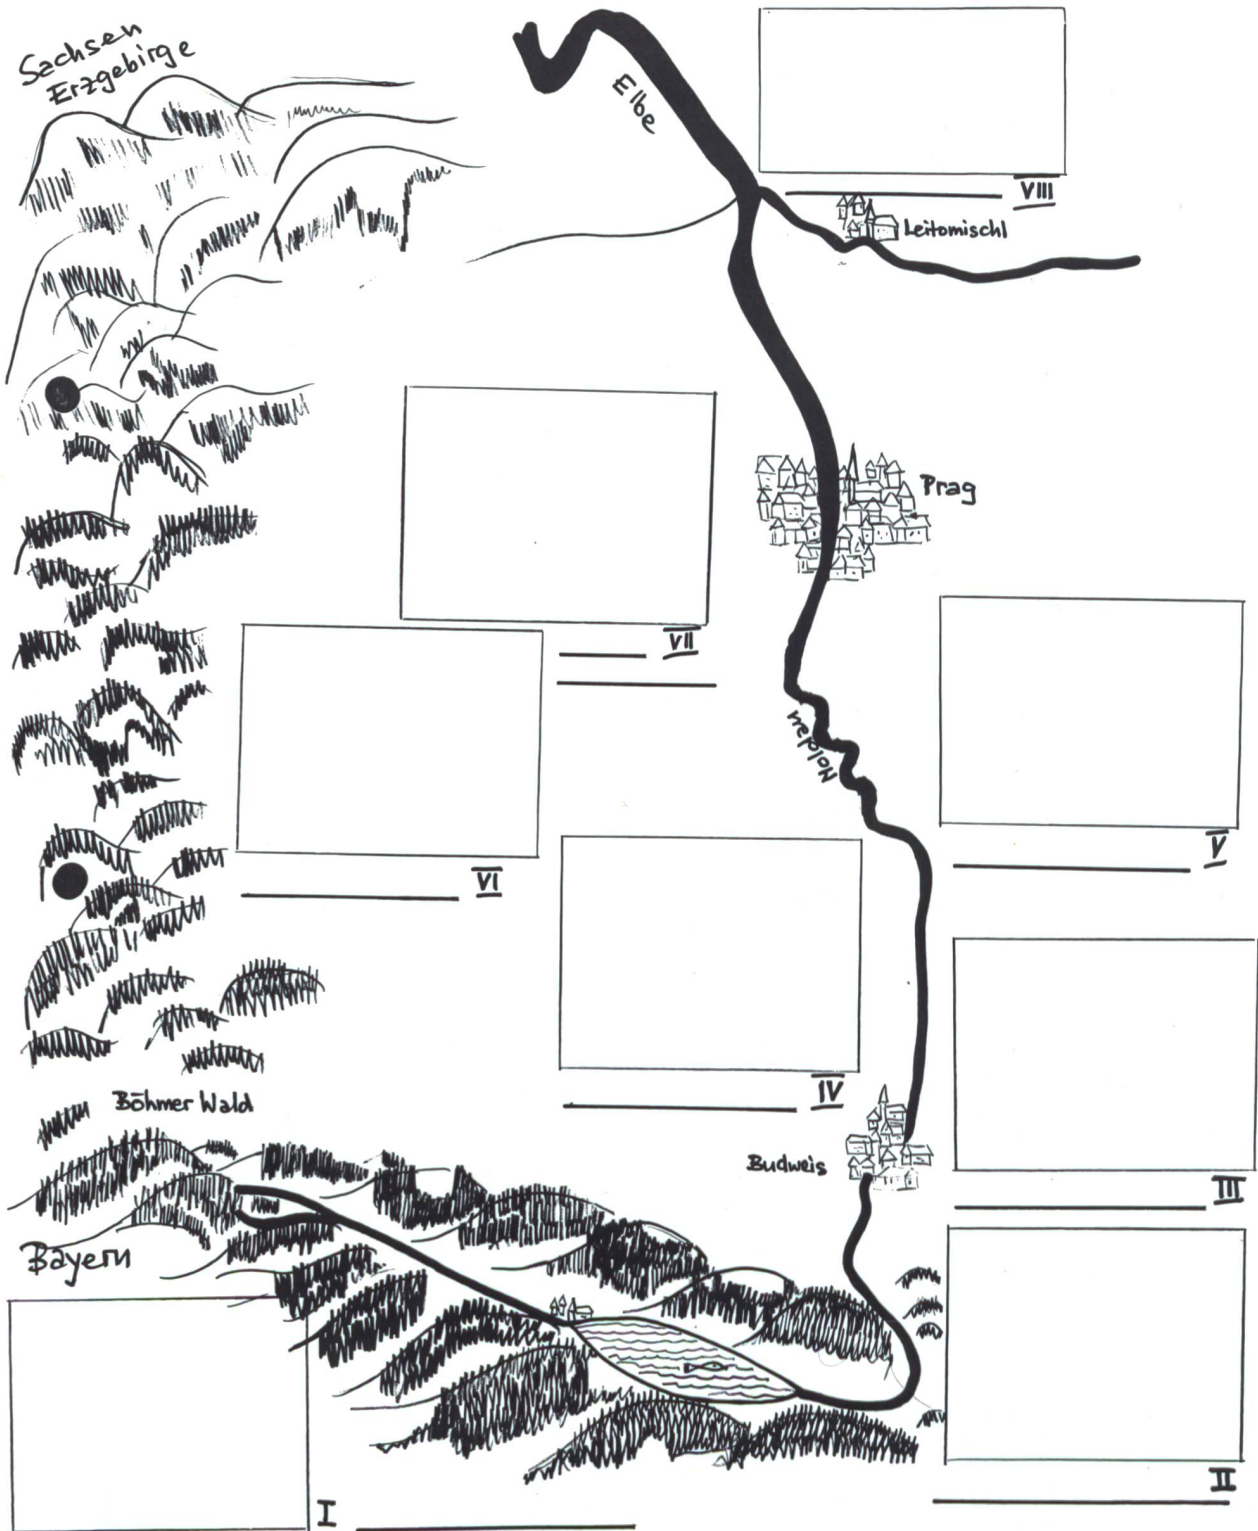 Sachsen
Erzgebirge
Elbe
VIII
Leitomischl
Prag
VII
Moldau
V
VI
IV
Böhmer Wald
Budweis
III
Bayern
II
I